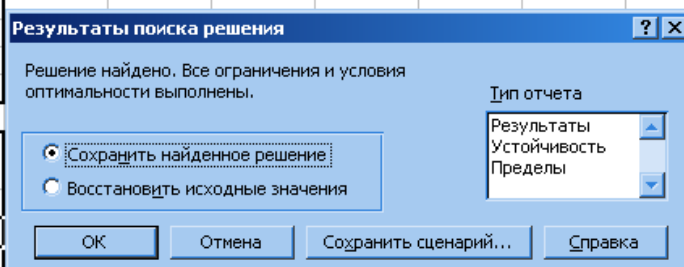 Результаты поиска решения
Решение найдено. Все ограничения и условия
оптимальности выполнены.
Тип отчета
Результаты
Устойчивость
Пределы
Сохранить найденное решение
Восстановить исходные значения
ОК
Отмена
Сохранить сценарий...
Справка